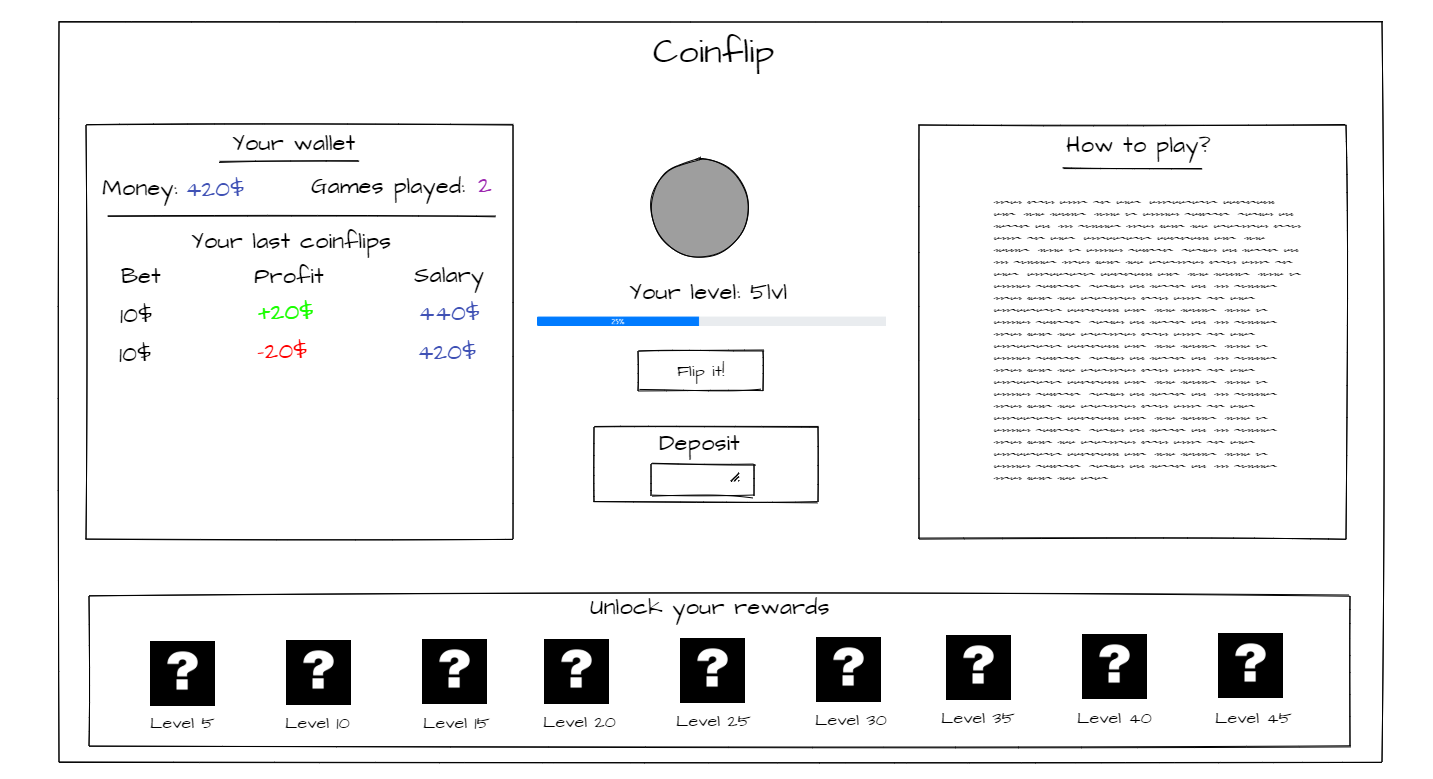 Coinflip
Your wallet
Money: 420$ Games played: 2
Your last coinflips
Bet Profit Salary
10$ +20$ 440$
10$ -20$ 420$
Your level: 51vl
25%
Flip it!
Deposit
How to play?
Unlock your rewards
? ? ? ? ? ? ? ? ?
Level 5 Level 10 Level 15 Level 20 Level 25 Level 30 Level 35 Level 40 Level 45